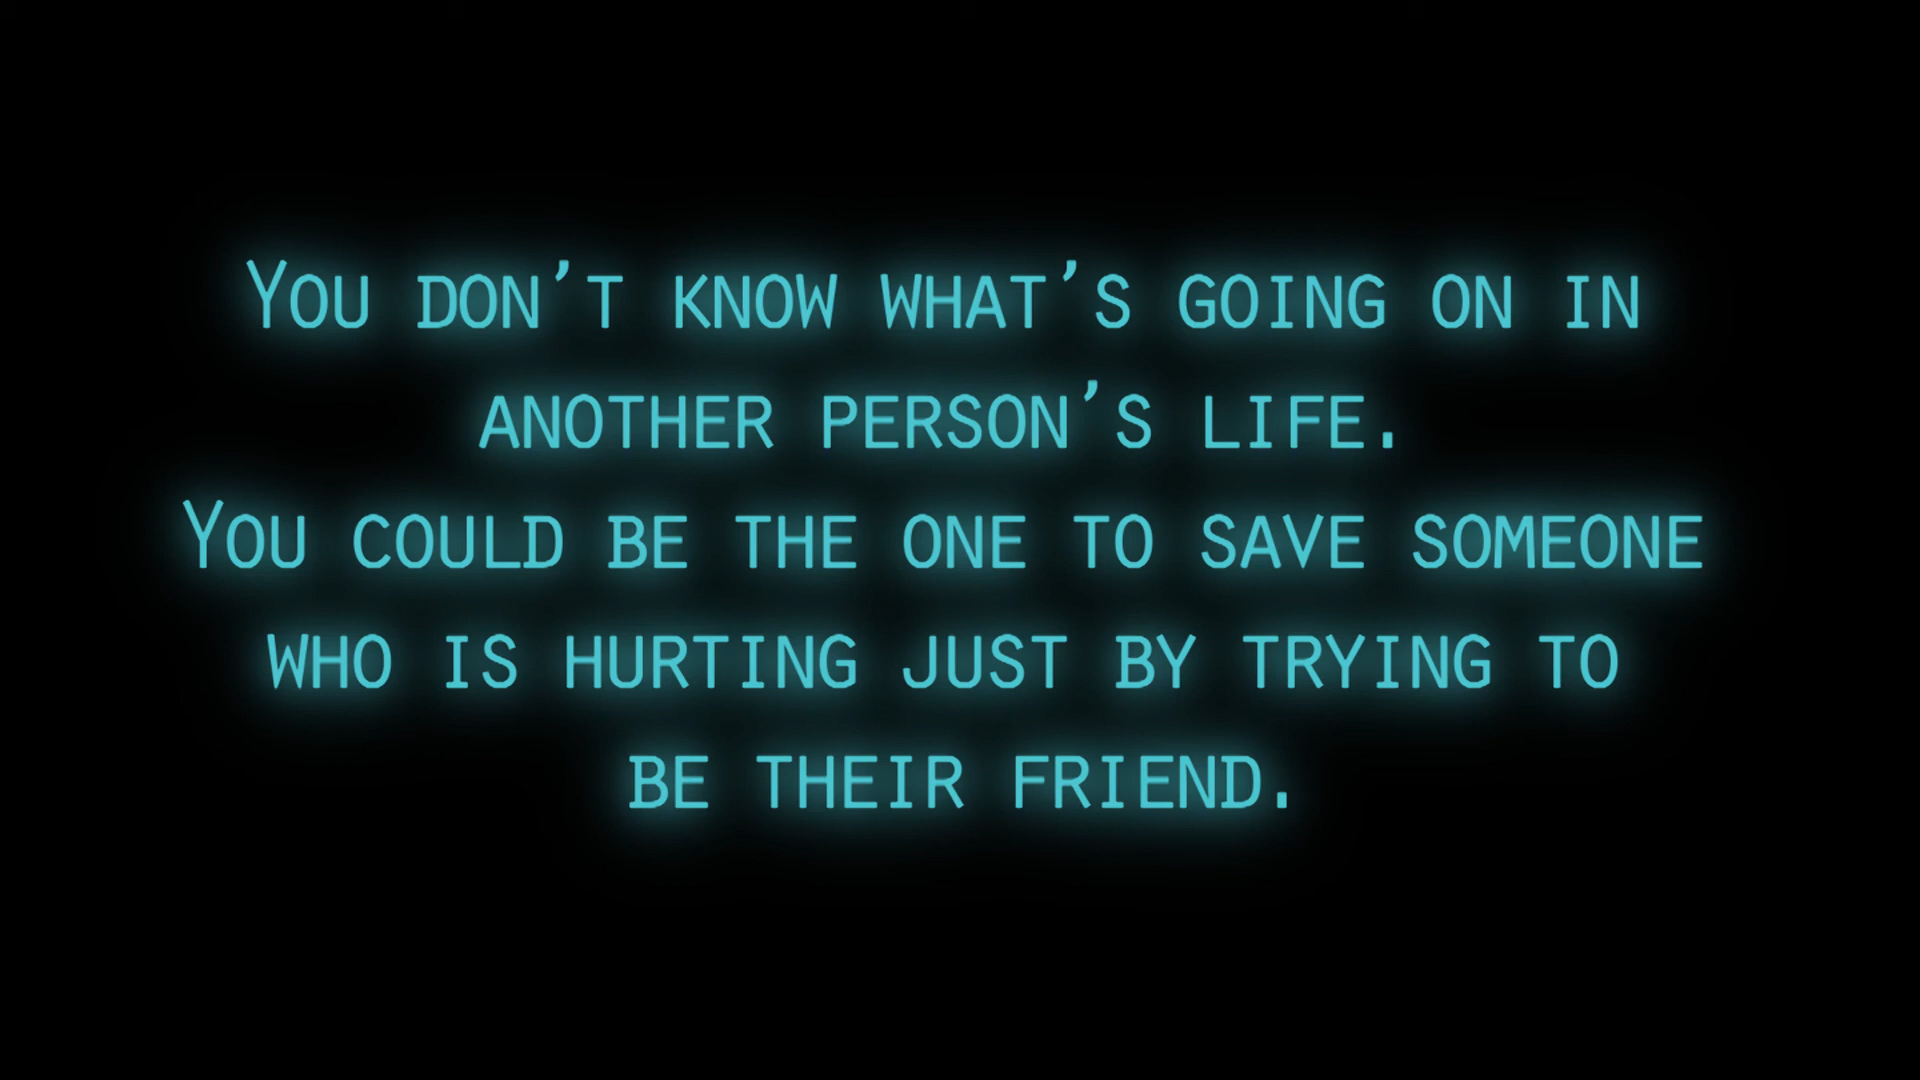 You don’t know what’s going on in
another person’s life.
You could be the one to save someone
who is hurting just by trying to
be their friend.